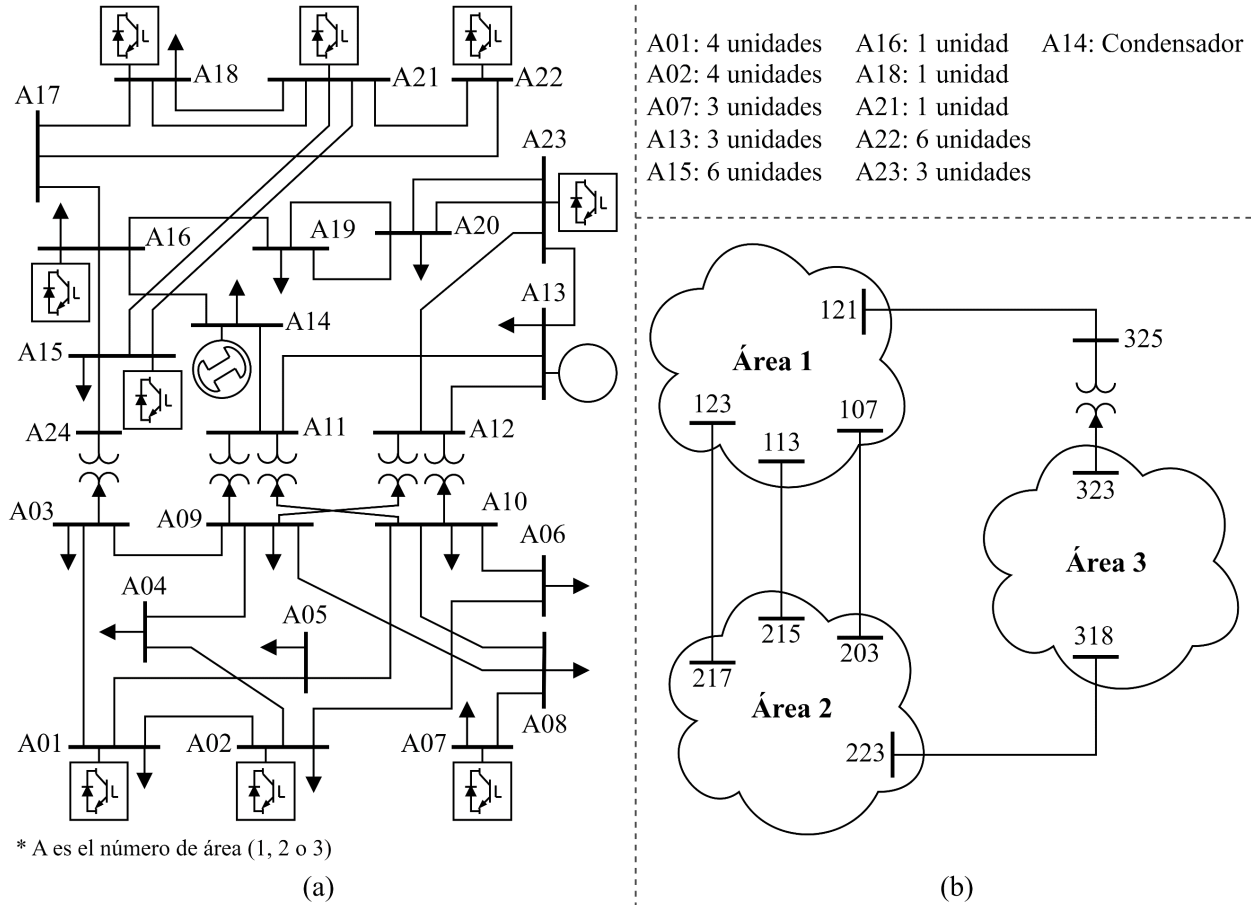 A18
A21
A22
A17
A23
A16
A19
A20
A13
A14
A15
A24
A11
A12
A03
A09
A10
A06
A04
A05
A08
A01
A02
A07
* A es el número de área (1, 2 o 3)
(a)
A01: 4 unidades
A02: 4 unidades
A07: 3 unidades
A13: 3 unidades
A15: 6 unidades
A16: 1 unidad
A18: 1 unidad
A21: 1 unidad
A22: 6 unidades
A23: 3 unidades
A14: Condensador
121
325
Área 1
123
107
113
323
Área 3
215
203
318
217
Área 2
223
(b)